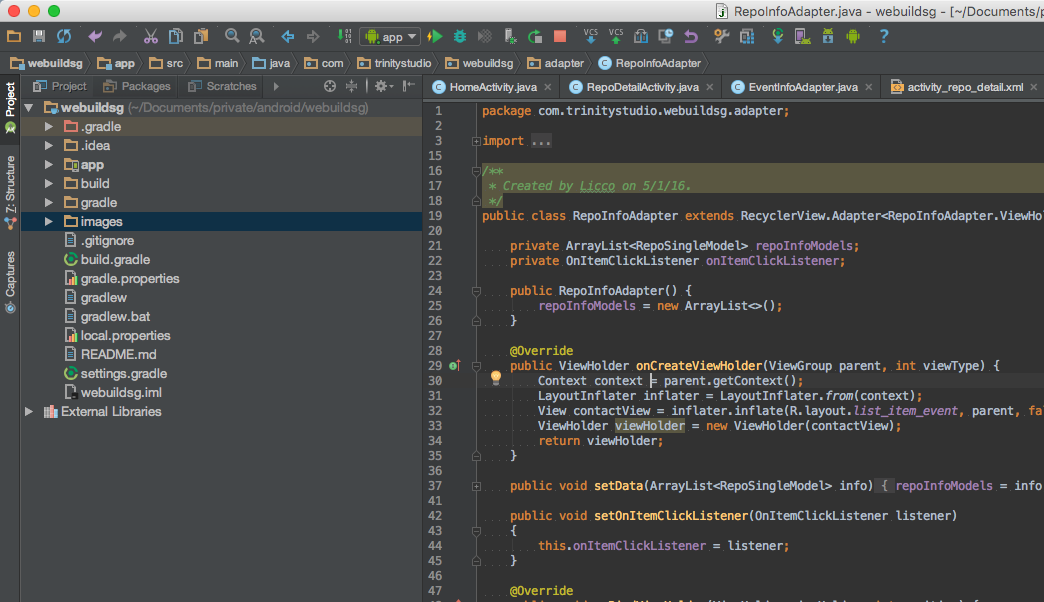 RepoInfoAdapter.java - webuildsg - [~/Documents/p
app
VCS VCS
webuildsg app src main java com trinitystudio webuildsg adapter RepoInfoAdapter
Project Packages Scratches
HomeActivity.java RepoDetailActivity.java EventInfoAdapter.java activity_repo_detail.xml
Project
Z: Structure
Captures
webuildsg (~/Documents/private/android/webuildsg)
.gradle
.idea
app
build
gradle
images
.gitignore
build.gradle
gradle.properties
gradlew
gradlew.bat
local.properties
README.md
settings.gradle
webuildsg.iml
External Libraries
1 package com.trinitystudio.webuildsg.adapter;
2
3 import ...
15
16 /**
17 * Created by Licco on 5/1/16.
18 */
19 public class RepoInfoAdapter extends RecyclerView.Adapter<RepoInfoAdapter.ViewHo
20
21 private ArrayList<RepoSingleModel> repoInfoModels;
22 private OnItemClickListener onItemClickListener;
23
24 public RepoInfoAdapter() {
25 repoInfoModels = new ArrayList<>();
26 }
27
28 @Override
29 public ViewHolder onCreateViewHolder(ViewGroup parent, int viewType) {
30 Context context = parent.getContext();
31 LayoutInflater inflater = LayoutInflater.from(context);
32 View contactView = inflater.inflate(R.layout.list_item_event, parent, fa
33 ViewHolder viewHolder = new ViewHolder(contactView);
34 return viewHolder;
35 }
36
37 public void setData(ArrayList<RepoSingleModel> info) { repoInfoModels = info
41
42 public void setOnItemClickListener(OnItemClickListener listener)
43 {
44 this.onItemClickListener = listener;
45 }
46
47 @Override